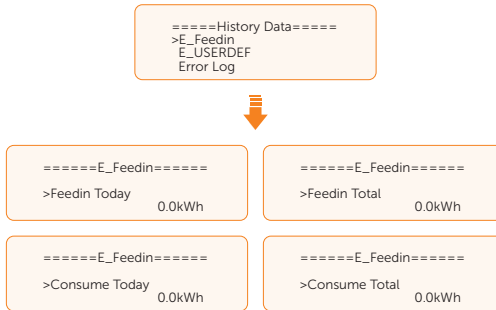 =====History Data=====
>E_Feedin
E_USERDEF
Error Log
======E_Feedin======
>Feedin Today
0.0kWh
======E_Feedin======
>Feedin Total
0.0kWh
======E_Feedin======
>Consume Today
0.0kWh
======E_Feedin======
>Consume Total
0.0kWh